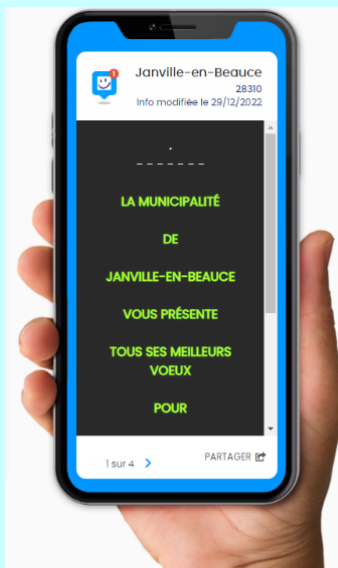 1
Janville-en-Beauce
28310
Info modifiée le 29/12/2022
.
- - - - - - -
LA MUNICIPALITÉ
DE
JANVILLE-EN-BEAUCE
VOUS PRÉSENTE
TOUS SES MEILLEURS
VOEUX
POUR
1 sur 4
PARTAGER